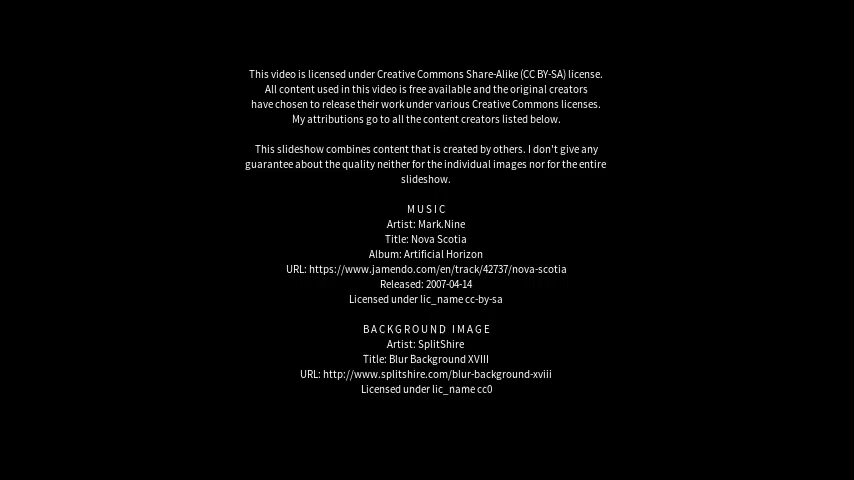 This video is licensed under Creative Commons Share-Alike (CC BY-SA) license.
All content used in this video is free available and the original creators
have chosen to release their work under various Creative Commons licenses.
My attributions go to all the content creators listed below.
This slideshow combines content that is created by others. I don't give any
guarantee about the quality neither for the individual images nor for the entire
slideshow.
MUSIC
Artist: Mark.Nine
Title: Nova Scotia
Album: Artificial Horizon
URL: https://www.jamendo.com/en/track/42737/nova-scotia
Released: 2007-04-14
Licensed under lic_name cc-by-sa
BACKGROUND IMAGE
Artist: SplitShire
Title: Blur Background XVIII
URL: http://www.splitshire.com/blur-background-xviii
Licensed under lic_name cc0